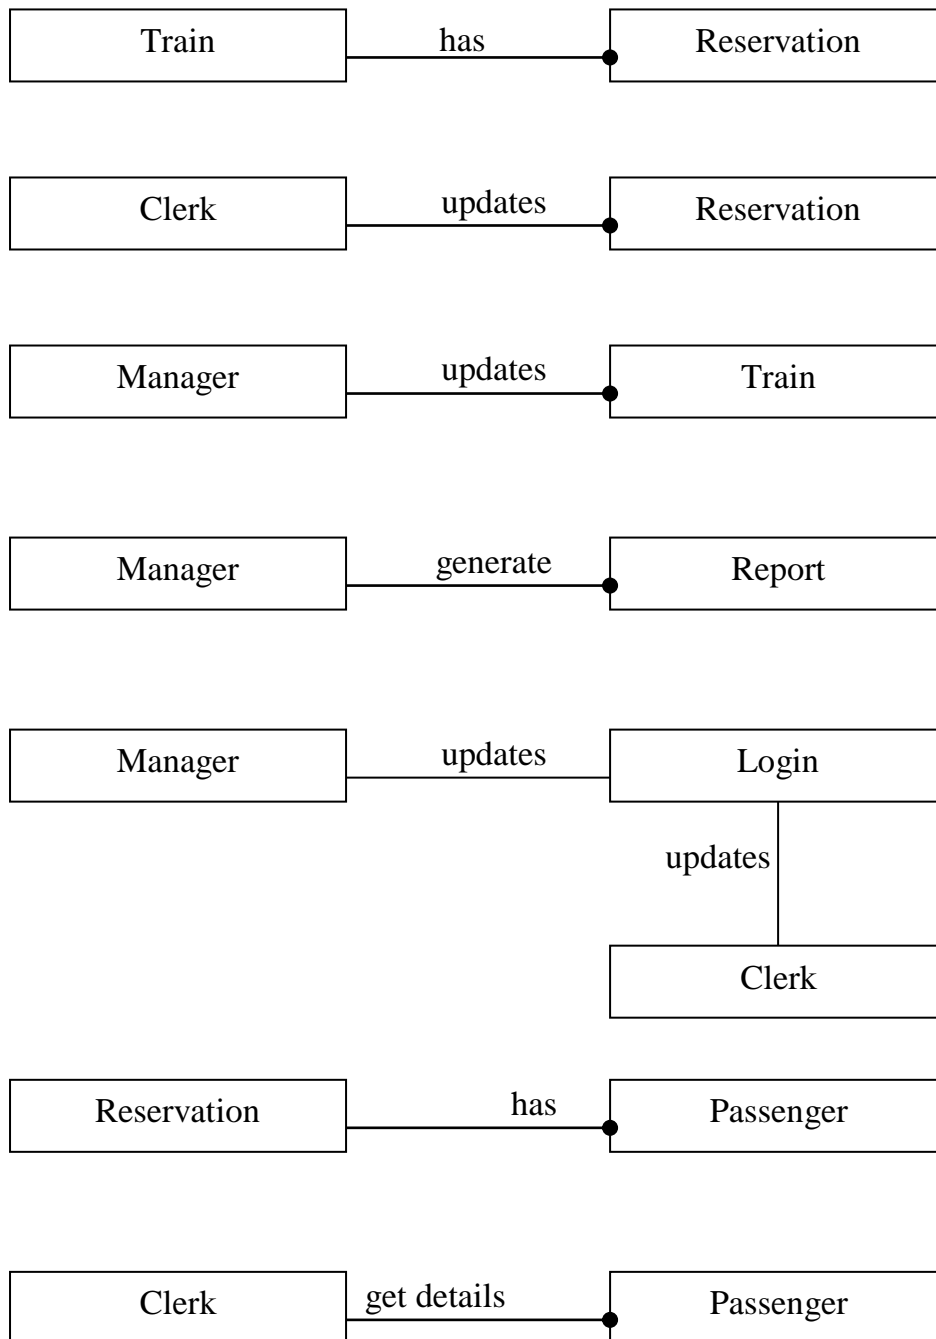 Train has Reservation
Clerk updates Reservation
Manager updates Train
Manager generate Report
Manager updates Login
updates
Clerk
Reservation has Passenger
Clerk get details Passenger